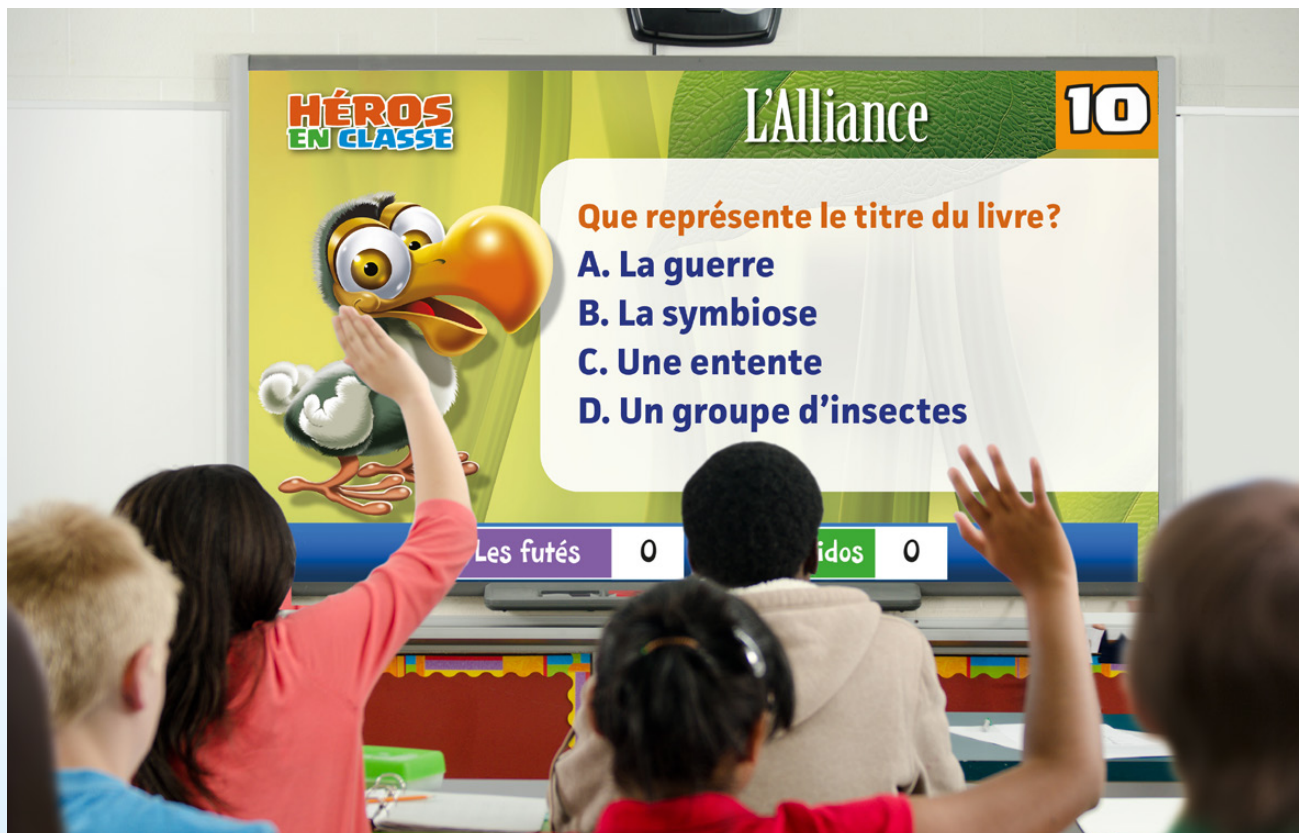 HÉROS
EN CLASSE
L'Alliance
10
Que représente le titre du livre?
A. La guerre
B. La symbiose
C. Une entente
D. Un groupe d'insectes
Les futés 0
idos 0